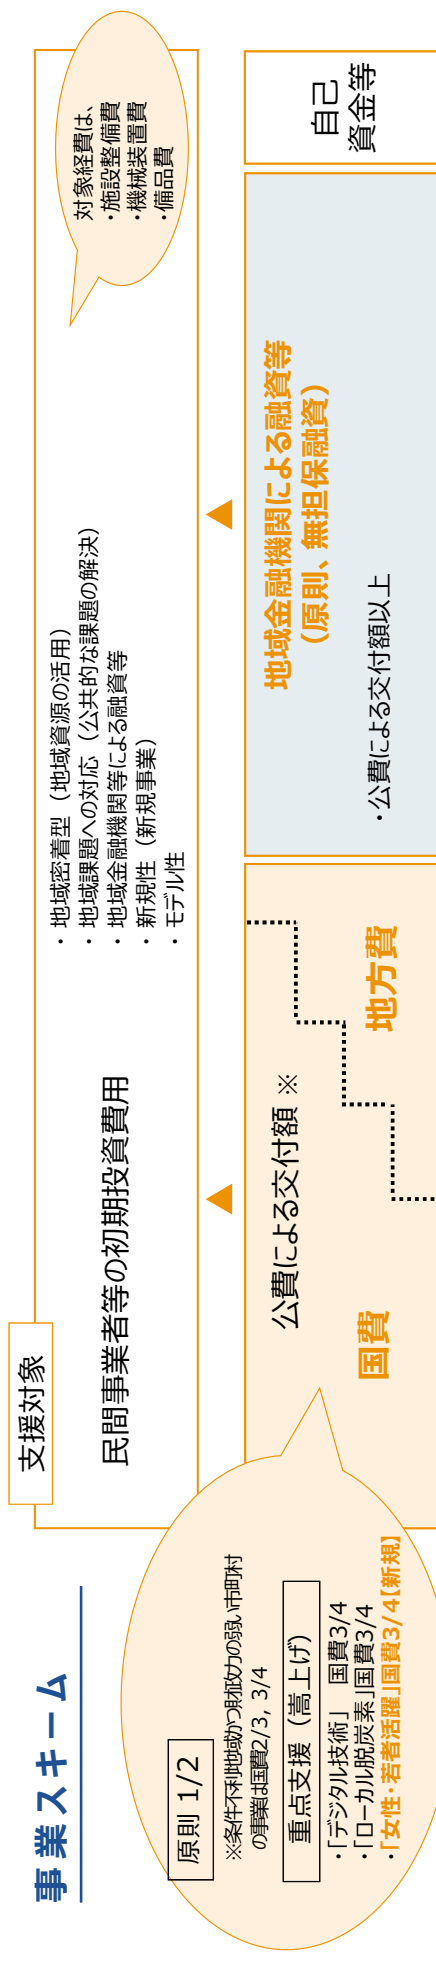 事業スキーム
支援対象
民間事業者等の初期投資費用
・ 地域密着型（地域資源の活用）
・ 地域課題への対応（公共的な課題の解決）
・ 地域金融機関等による融資等
・ 新規性（新規事業）
・ モデル性
対象経費は、
・施設整備費
・機械装置費
・備品費
原則 1/2
※条件不利地域かつ財政力の弱い市町村
の事業は国費2/3, 3/4
重点支援（嵩上げ）
・「デジタル技術」 国費3/4
・「ローカル脱炭素」国費3/4
・「女性・若者活躍」国費3/4【新規】
公費による交付額 ※
国費
地方費
地域金融機関による融資等
（原則、無担保融資）
・公費による交付額以上
自己
資金等